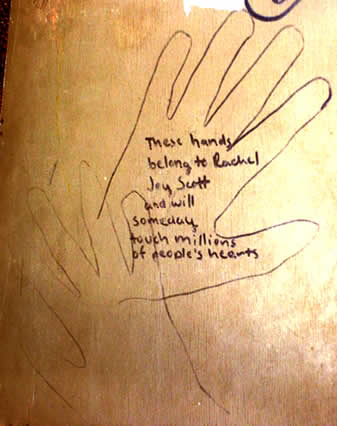 These hands
belong to Rachel
Joy Scott
and will
someday
touch millions
of people's hearts